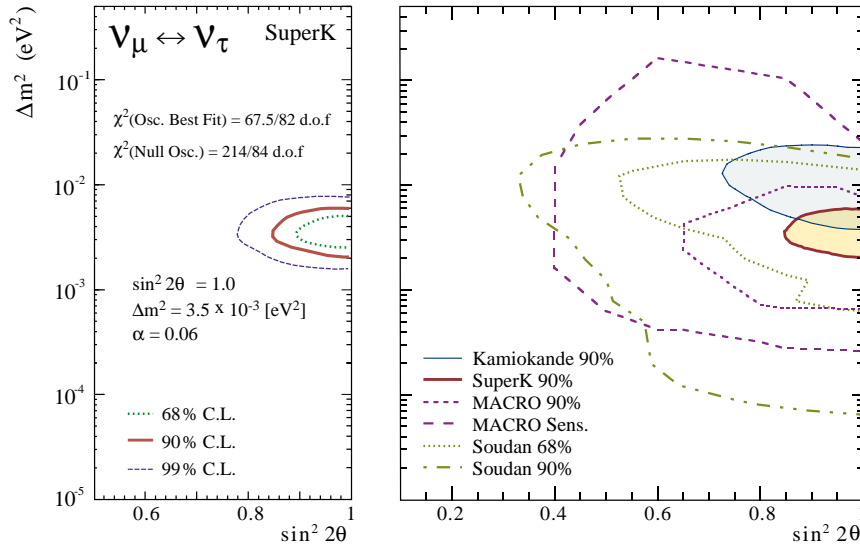 Δm² (eV²)
ν_μ ↔ ν_τ SuperK
χ²(Osc. Best Fit) = 67.5/82 d.o.f
χ²(Null Osc.) = 214/84 d.o.f
sin² 2θ = 1.0
Δm² = 3.5 x 10⁻³ [eV²]
α = 0.06
68% C.L.
90% C.L.
99% C.L.
10⁻¹
10⁻²
10⁻³
10⁻⁴
10⁻⁵
0.6 0.8 1
sin² 2θ
Kamiokande 90%
SuperK 90%
MACRO 90%
MACRO Sens.
Soudan 68%
Soudan 90%
0.2 0.4 0.6 0.8 1
sin² 2θ